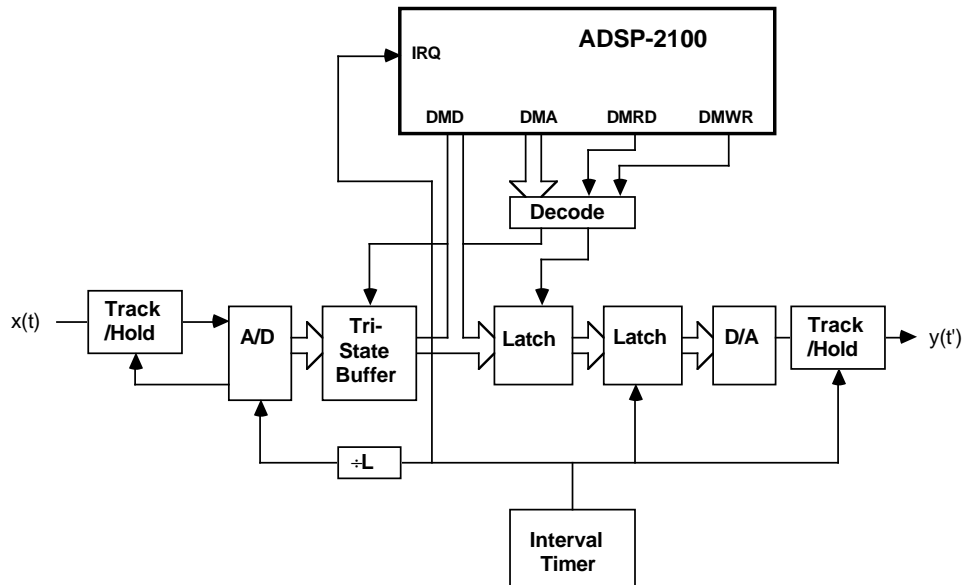 ADSP-2100
IRQ
DMD DMA DMRD DMWR
Decode
x(t)
Track
/Hold
A/D
Tri-
State
Buffer
Latch
Latch
D/A
Track
/Hold
y(t')
÷L
Interval
Timer